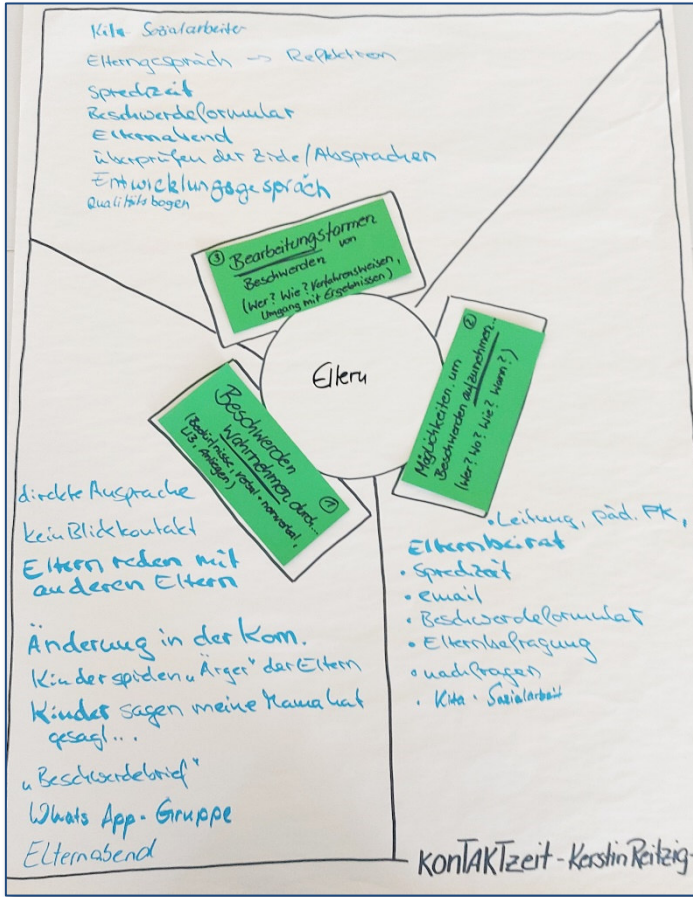 Kita-Sozialarbeiter
Elterngespräch -> Reflektion
Sprechzeit
Beschwerdeformular
Elternabend
überprüfen der Ziele/Absprachen
Entwicklungsgespräch
Qualitätsbogen
③ Bearbeitungsformen
von
Beschwerden
(Wer? Wie? Verfahrensweisen,
Umgang mit Ergebnissen)
Eltern
②
Möglichkeiten, um
Beschwerden aufzunehmen...
(Wer? Wo? Wie? Wann?)
Beschwerden
Wahrnehmen durch...
(Bedürfnisse, verbal + nonverbal,
Ü3, Anliegen)
①
direkte Ansprache
kein Blickkontakt
Eltern reden mit
anderen Eltern
Änderung in der Kom.
Kinder spielen „Ärger" der Eltern
Kinder sagen meine Mama hat
gesagt...
„Beschwerdebrief"
Whats App-Gruppe
Elternabend
• Leitung, päd. FK,
Elternbeirat
• Sprechzeit
• email
• Beschwerdeformular
• Elternbefragung
• nachfragen
• Kita-Sozialarbeit
KonTAKTzeit - Kerstin Reitzig-